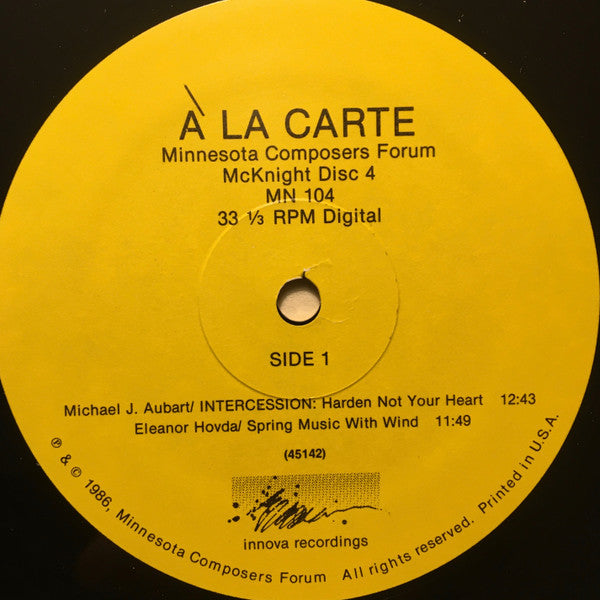 À LA CARTE
Minnesota Composers Forum
McKnight Disc 4
MN 104
33 ⅓ RPM Digital
SIDE 1
Michael J. Aubart/ INTERCESSION: Harden Not Your Heart 12:43
Eleanor Hovda/ Spring Music With Wind 11:49
(45142)
innova recordings
℗ & © 1986, Minnesota Composers Forum All rights reserved. Printed in U.S.A.